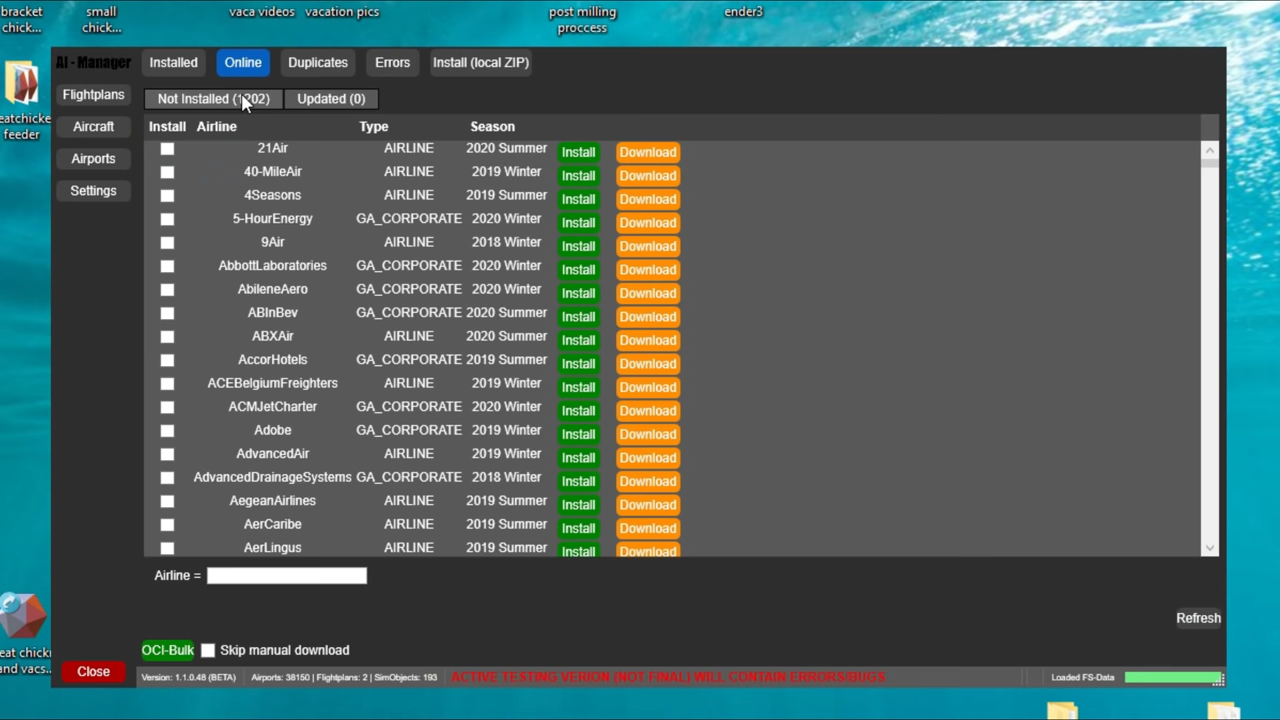 bracket chick...
small chick...
vaca videos
vacation pics
post milling proccess
ender3
eatchicke feeder
eat chick and vacs..
AI - Manager
Installed
Online
Duplicates
Errors
Install (local ZIP)
Flightplans
Aircraft
Airports
Settings
Not Installed
Updated (0)
Install Airline Type Season
21Air AIRLINE 2020 Summer Install Download
40-MileAir AIRLINE 2019 Winter Install Download
4Seasons AIRLINE 2019 Summer Install Download
5-HourEnergy GA_CORPORATE 2020 Winter Install Download
9Air AIRLINE 2018 Winter Install Download
AbbottLaboratories GA_CORPORATE 2020 Winter Install Download
AbileneAero GA_CORPORATE 2020 Winter Install Download
ABInBev GA_CORPORATE 2020 Summer Install Download
ABXAir AIRLINE 2020 Summer Install Download
AccorHotels GA_CORPORATE 2019 Summer Install Download
ACEBelgiumFreighters AIRLINE 2019 Winter Install Download
ACMJetCharter GA_CORPORATE 2020 Winter Install Download
Adobe GA_CORPORATE 2019 Winter Install Download
AdvancedAir AIRLINE 2019 Winter Install Download
AdvancedDrainageSystems GA_CORPORATE 2018 Winter Install Download
AegeanAirlines AIRLINE 2019 Summer Install Download
AerCaribe AIRLINE 2019 Summer Install Download
AerLingus AIRLINE 2019 Summer Install Download
Airline =
Refresh
OCI-Bulk Skip manual download
Close
Version: 1.1.0.48 (BETA) Airports: 38150 | Flightplans: 2 | SimObjects: 193 ACTIVE TESTING VERION (NOT FINAL) WILL CONTAIN ERRORS/BUGS Loaded FS-Data